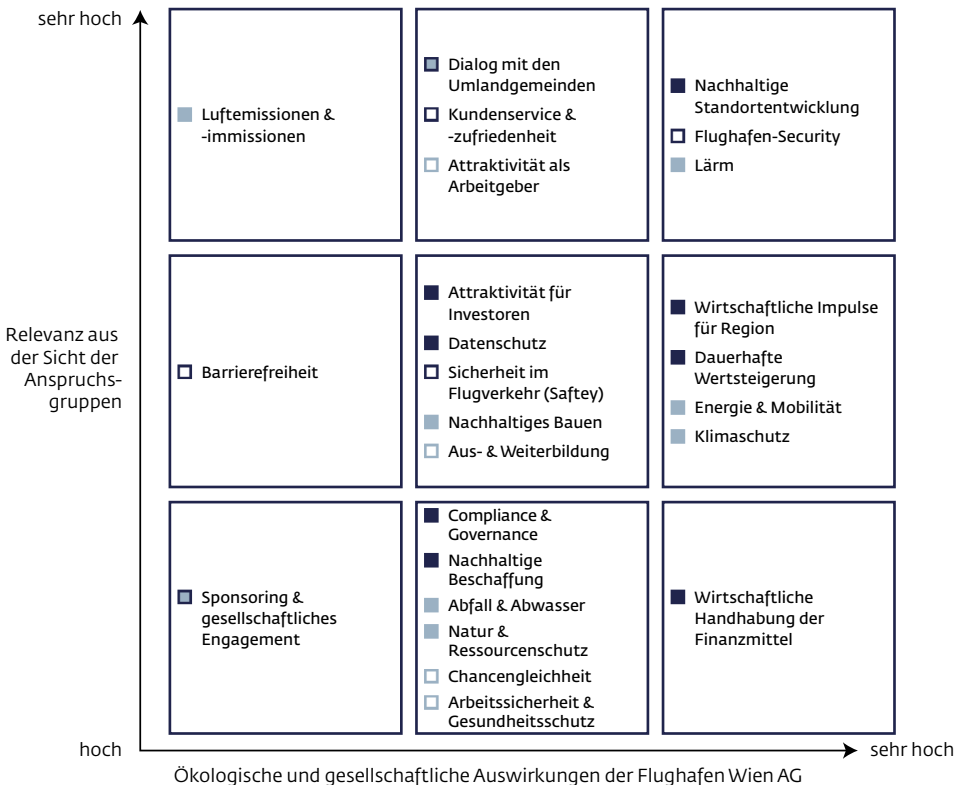 sehr hoch
Luftemissionen &
-immissionen
Dialog mit den
Umlandgemeinden
Kundenservice &
-zufriedenheit
Attraktivität als
Arbeitgeber
Nachhaltige
Standortentwicklung
Flughafen-Security
Lärm
Relevanz aus
der Sicht der
Anspruchs-
gruppen
Barrierefreiheit
Attraktivität für
Investoren
Datenschutz
Sicherheit im
Flugverkehr (Saftey)
Nachhaltiges Bauen
Aus- & Weiterbildung
Wirtschaftliche Impulse
für Region
Dauerhafte
Wertsteigerung
Energie & Mobilität
Klimaschutz
Sponsoring &
gesellschaftliches
Engagement
Compliance &
Governance
Nachhaltige
Beschaffung
Abfall & Abwasser
Natur &
Ressourcenschutz
Chancengleichheit
Arbeitssicherheit &
Gesundheitsschutz
Wirtschaftliche
Handhabung der
Finanzmittel
hoch
sehr hoch
Ökologische und gesellschaftliche Auswirkungen der Flughafen Wien AG